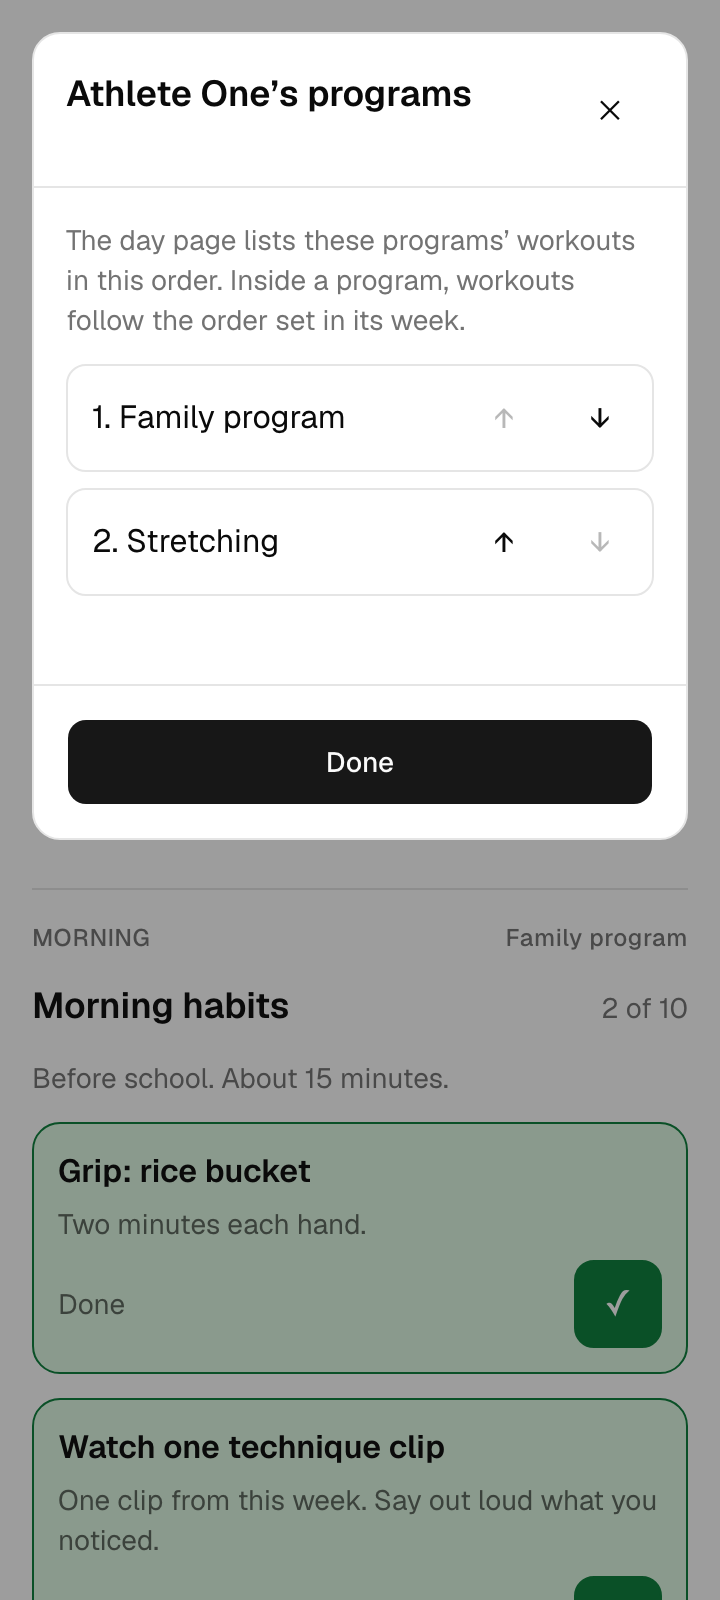 Athlete One’s programs
The day page lists these programs’ workouts
in this order. Inside a program, workouts
follow the order set in its week.
1. Family program
2. Stretching
Done
MORNING
Family program
Morning habits
2 of 10
Before school. About 15 minutes.
Grip: rice bucket
Two minutes each hand.
Done
Watch one technique clip
One clip from this week. Say out loud what you
noticed.